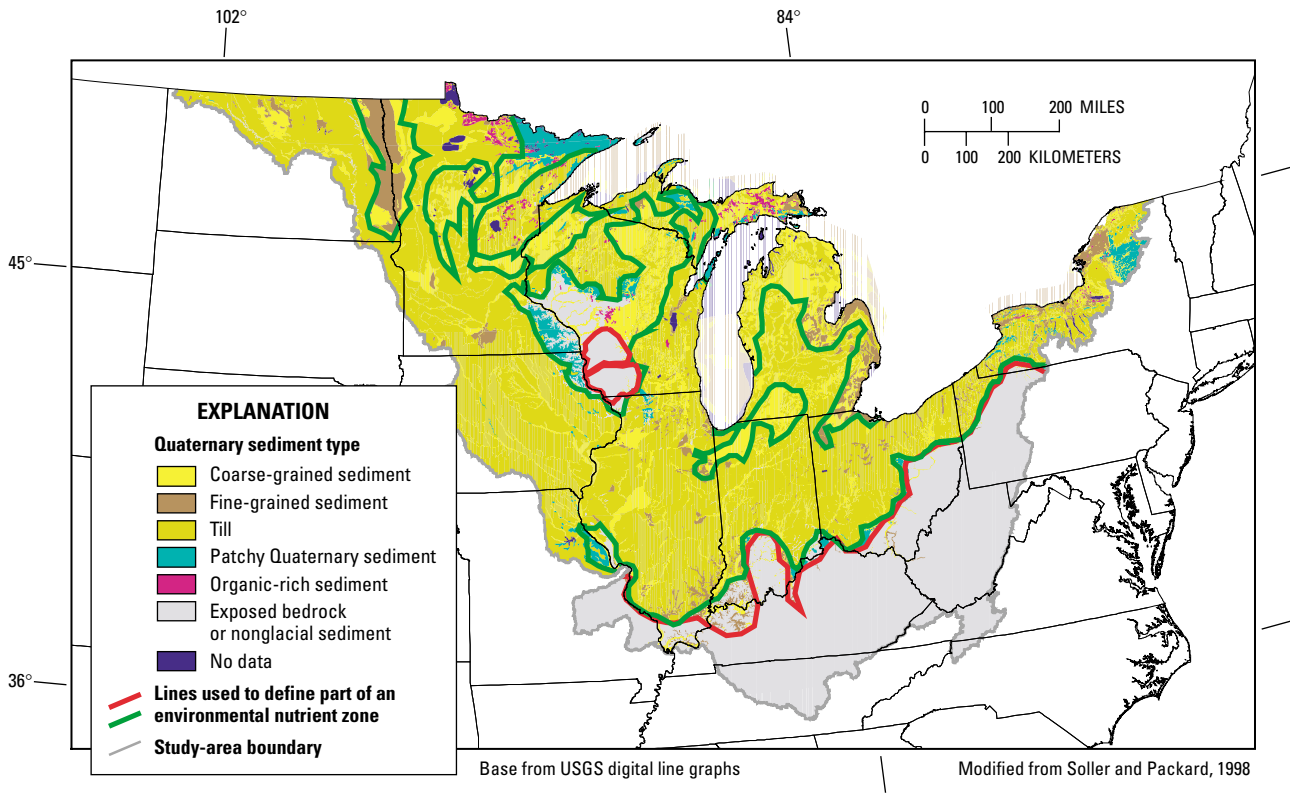 102°
84°
45°
36°
0 100 200 MILES
0 100 200 KILOMETERS
EXPLANATION
Quaternary sediment type
Coarse-grained sediment
Fine-grained sediment
Till
Patchy Quaternary sediment
Organic-rich sediment
Exposed bedrock
or nonglacial sediment
No data
Lines used to define part of an
environmental nutrient zone
Study-area boundary
Base from USGS digital line graphs
Modified from Soller and Packard, 1998